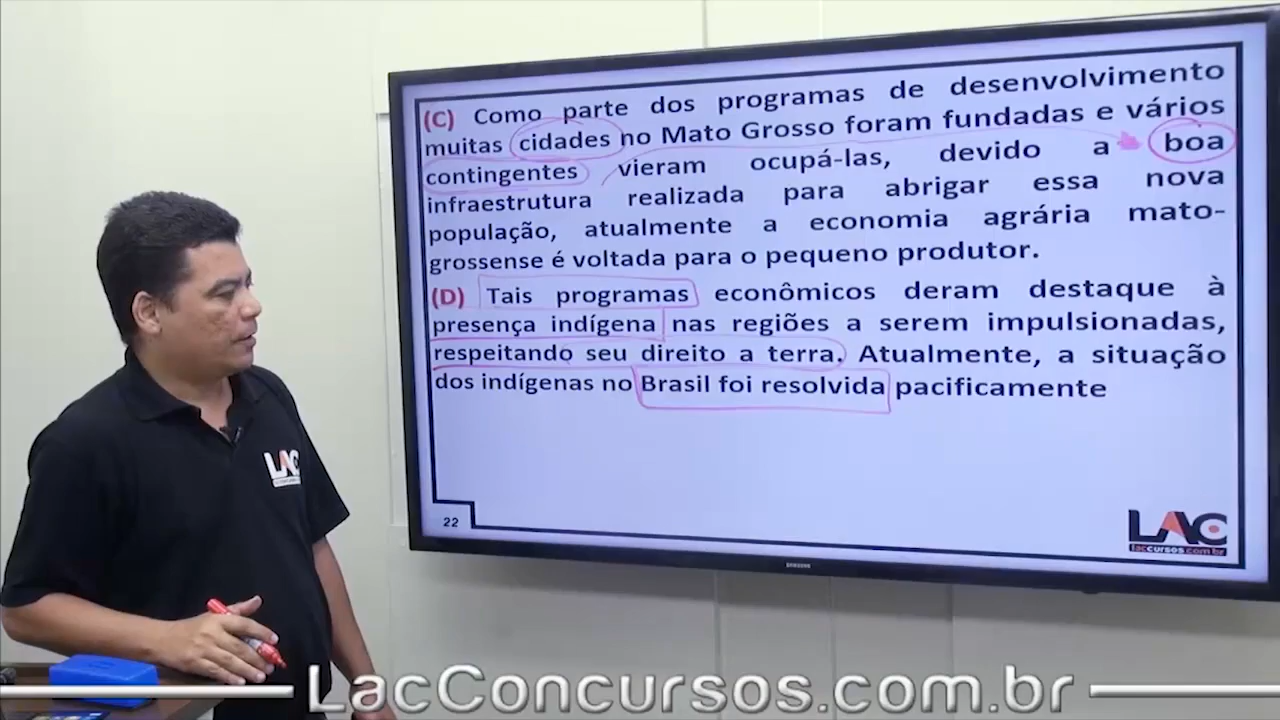 (C) Como parte dos programas de desenvolvimento
muitas cidades no Mato Grosso foram fundadas e vários
contingentes vieram ocupá-las, devido a boa
infraestrutura realizada para abrigar essa nova
população, atualmente a economia agrária mato-
grossense é voltada para o pequeno produtor.
(D) Tais programas econômicos deram destaque à
presença indígena nas regiões a serem impulsionadas,
respeitando seu direito a terra. Atualmente, a situação
dos indígenas no Brasil foi resolvida pacificamente
22
LAC
laccursos.com.br
SAMSUNG
LAC
LacConcursos.com.br